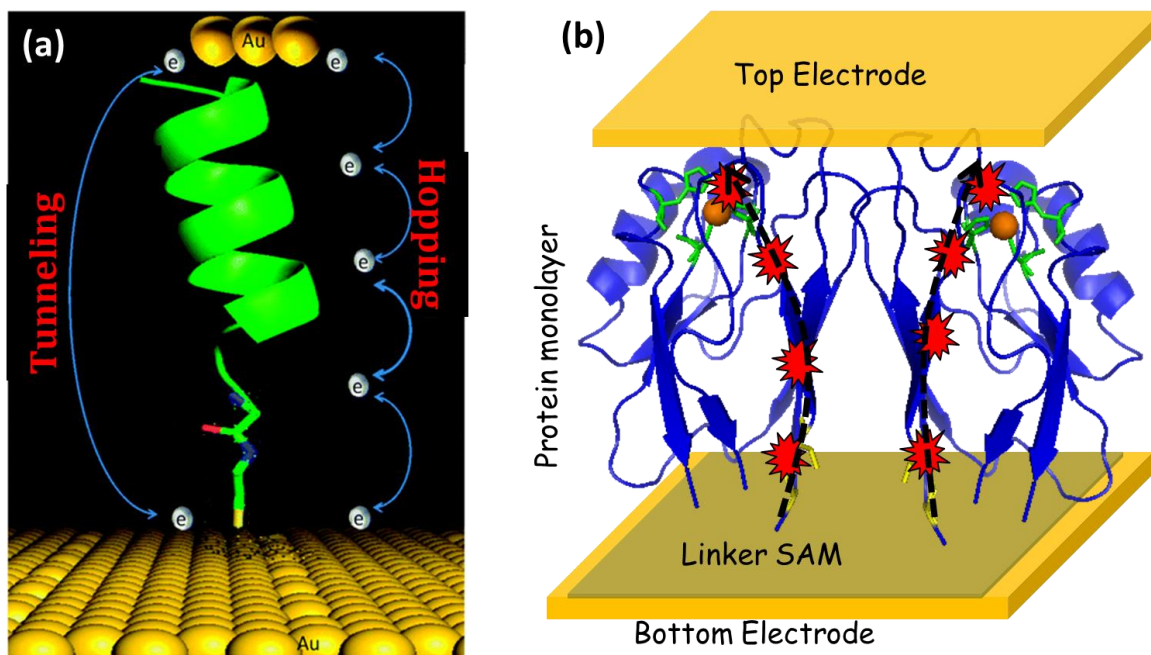 (a)
Au
e
e
Tunneling
Hopping
e
e
e
e
e
Au
(b)
Top Electrode
Protein monolayer
Linker SAM
Bottom Electrode